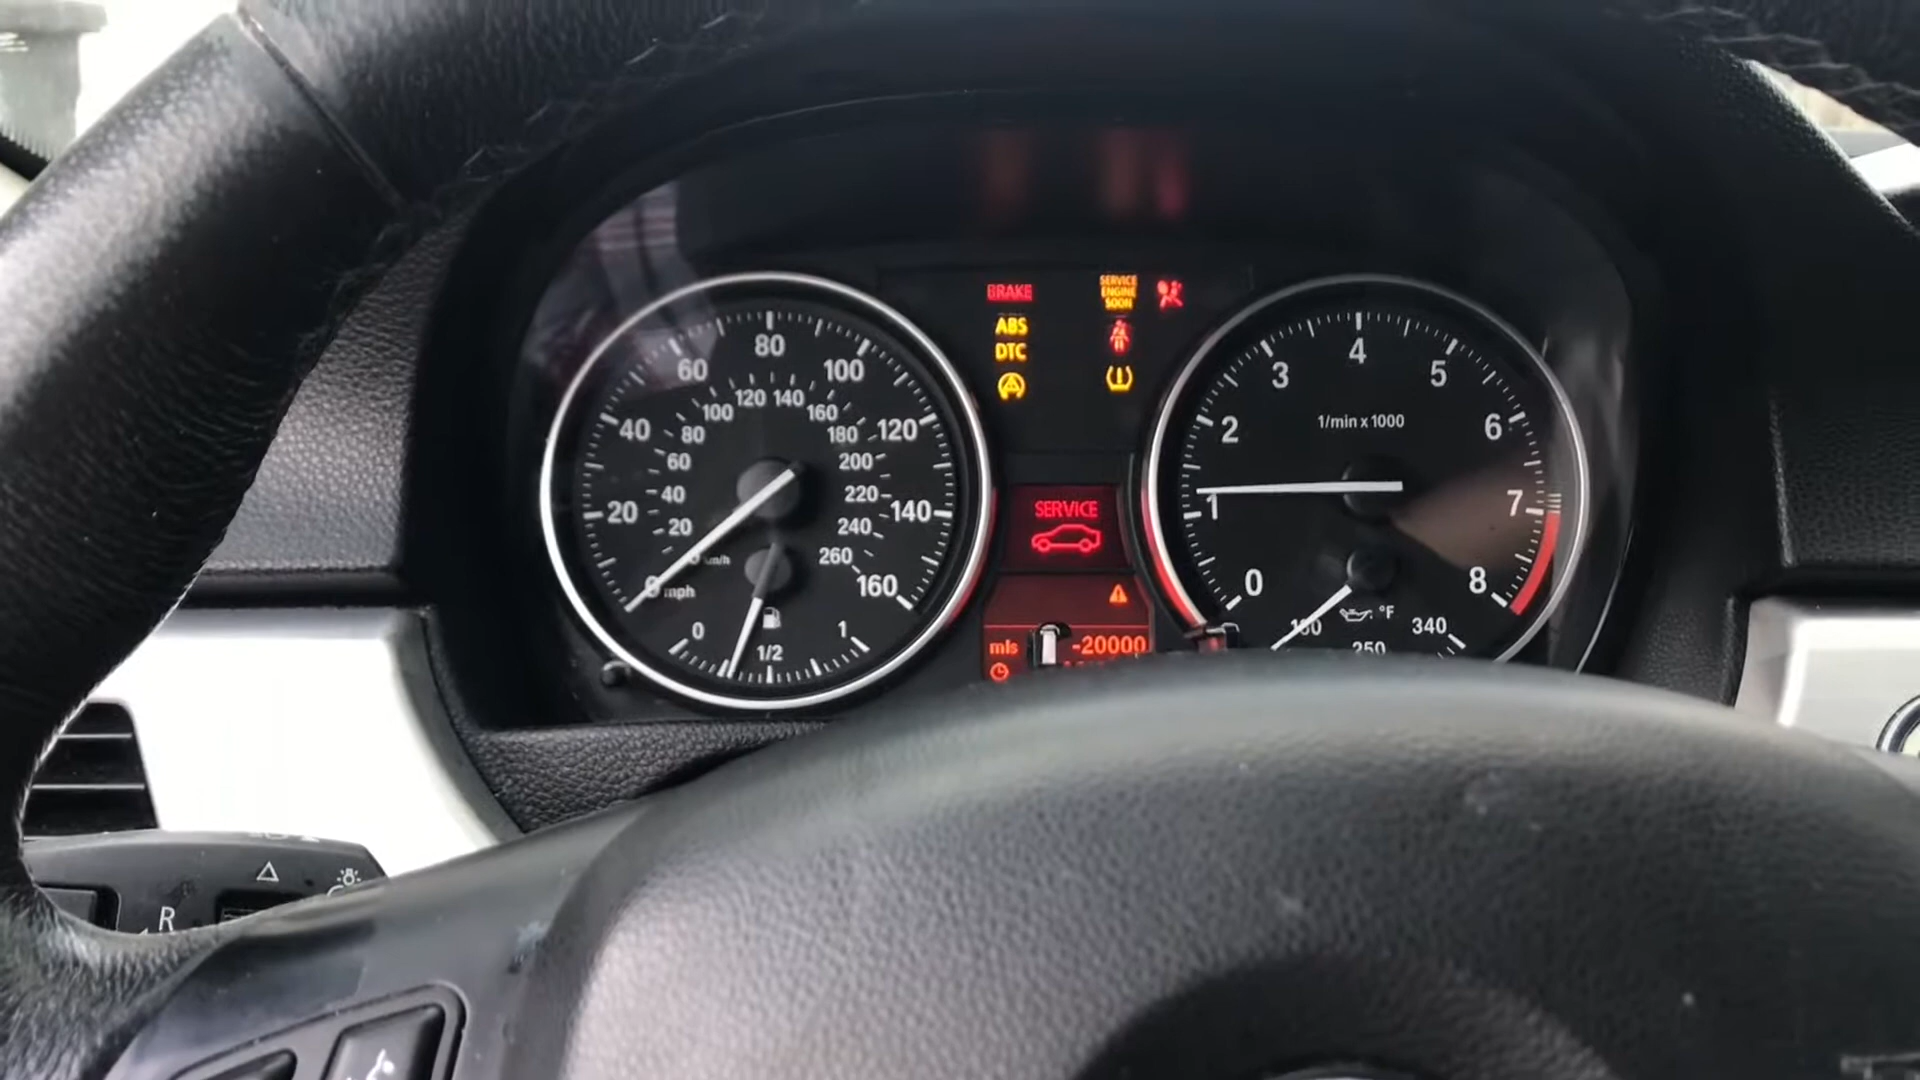 BRAKE
ABS
DTC
SERVICE
ENGINE
SOON
0 mph
20
40
60
80
100
120
140
160
km/h
20
40
60
80
100
120
140
160
180
200
220
240
260
0
1/2
1
SERVICE
mls
-20000
0
1
2
3
4
5
6
7
8
1/min x 1000
°F
250
340
R